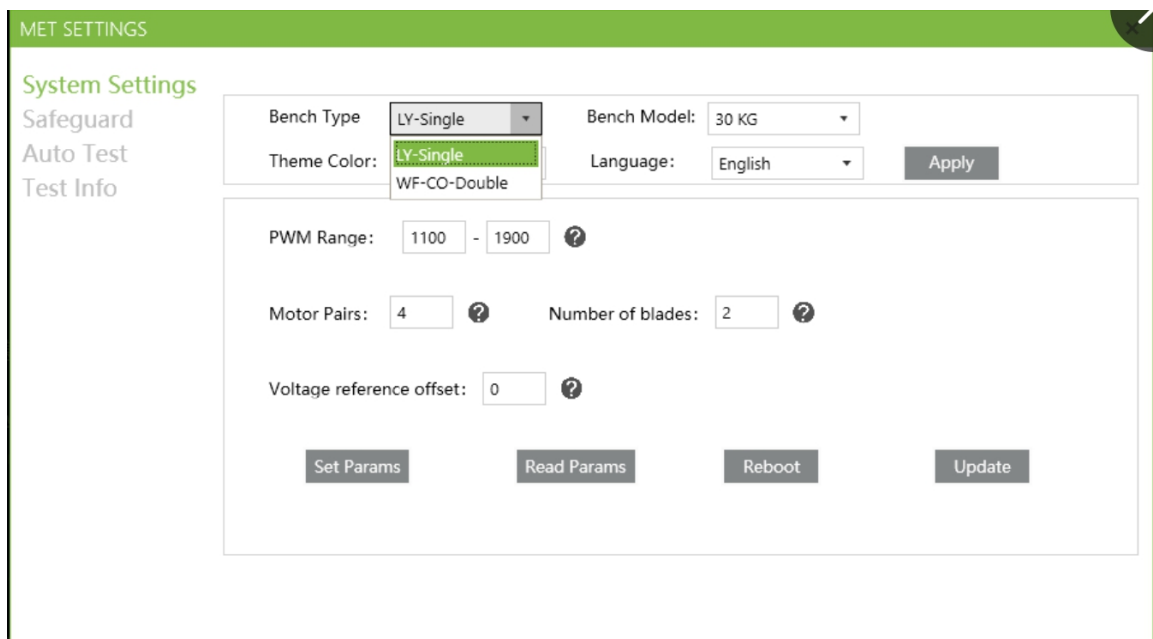 MET SETTINGS
System Settings
Safeguard
Auto Test
Test Info
Bench Type LY-Single Bench Model: 30 KG
Theme Color: LY-Single Language: English Apply
WF-CO-Double
PWM Range: 1100 - 1900 ?
Motor Pairs: 4 ? Number of blades: 2 ?
Voltage reference offset: 0 ?
Set Params Read Params Reboot Update